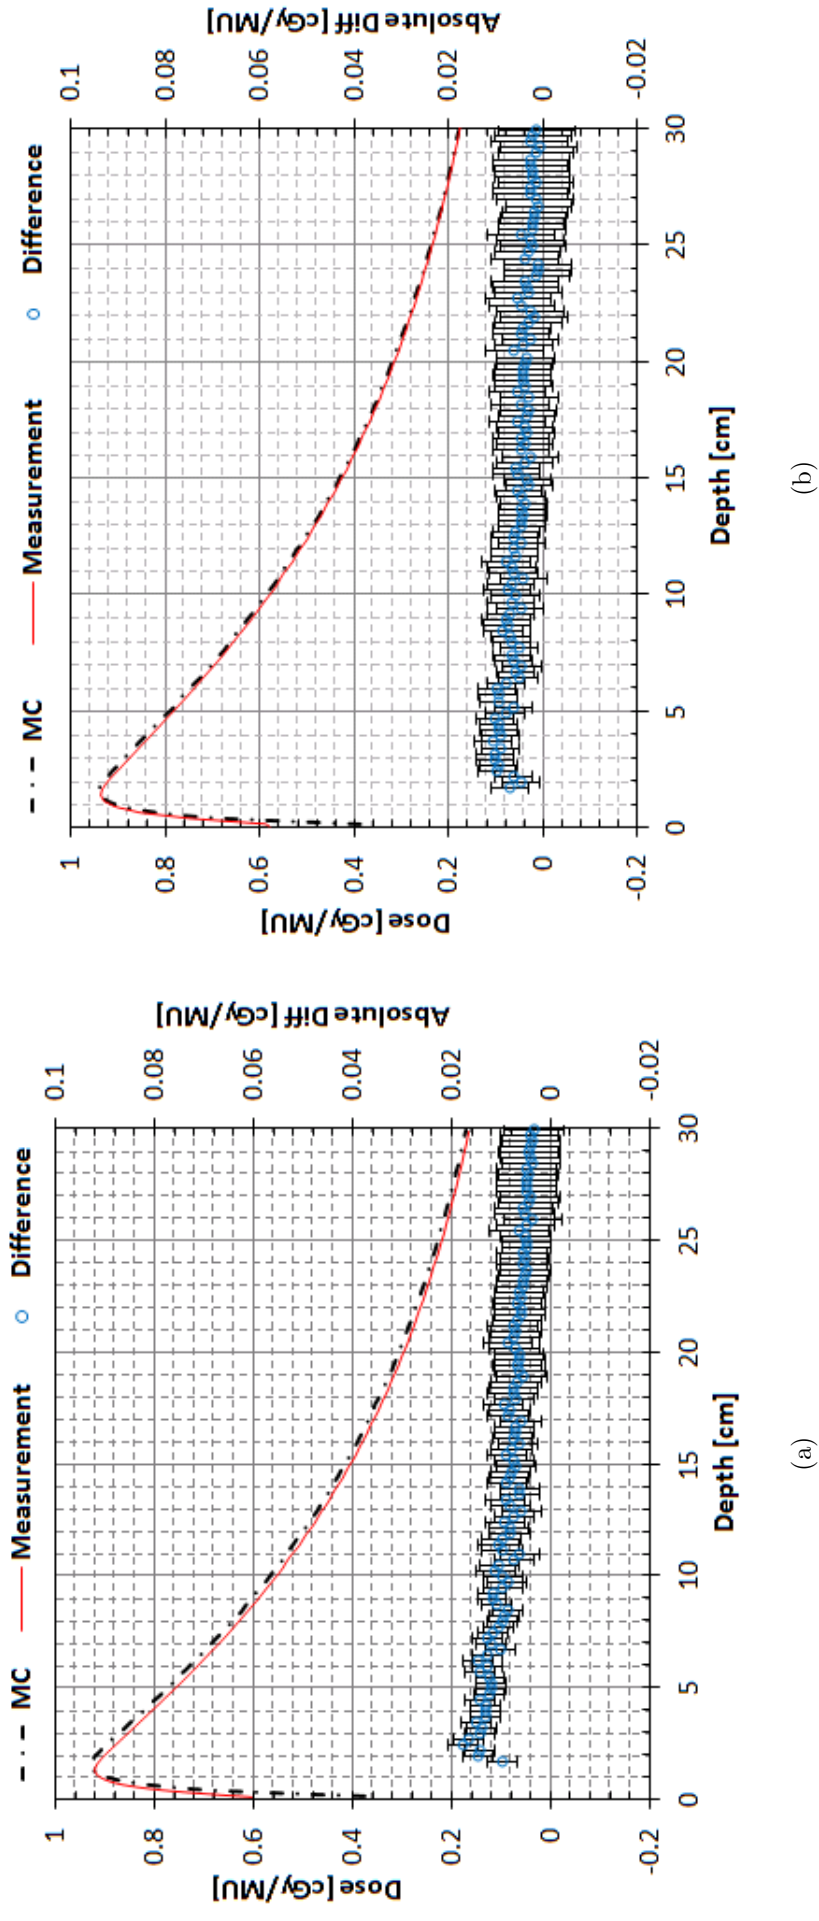 MC Measurement Difference
1
0.8
0.6
0.4
0.2
0
-0.2
Dose [cGy/MU]
0.1
0.08
0.06
0.04
0.02
0
-0.02
Absolute Diff [cGy/MU]
0 5 10 15 20 25 30
Depth [cm]
(a)
MC Measurement Difference
1
0.8
0.6
0.4
0.2
0
-0.2
Dose [cGy/MU]
0.1
0.08
0.06
0.04
0.02
0
-0.02
Absolute Diff [cGy/MU]
0 5 10 15 20 25 30
Depth [cm]
(b)